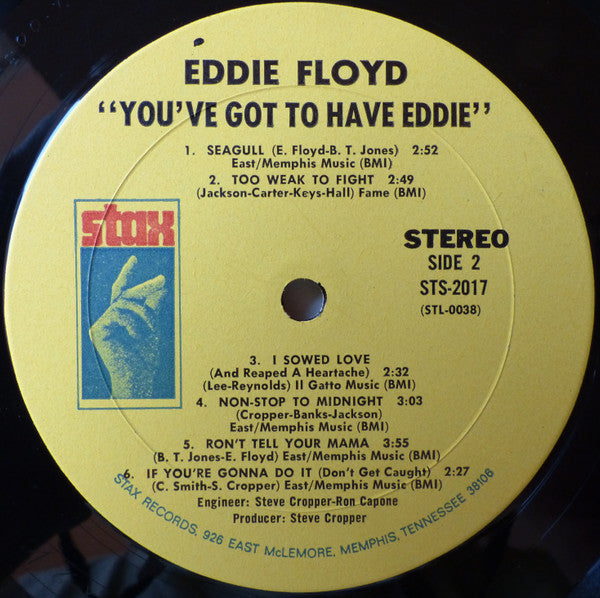 EDDIE FLOYD
"YOU'VE GOT TO HAVE EDDIE"
1. SEAGULL (E. Floyd-B. T. Jones) 2:52
East/Memphis Music (BMI)
2. TOO WEAK TO FIGHT 2:49
(Jackson-Carter-Keys-Hall) Fame (BMI)
stax
STEREO
SIDE 2
STS-2017
(STL-0038)
3. I SOWED LOVE
(And Reaped A Heartache) 2:32
(Lee-Reynolds) Il Gatto Music (BMI)
4. NON-STOP TO MIDNIGHT 3:03
(Cropper-Banks-Jackson)
East/Memphis Music (BMI)
5. RON'T TELL YOUR MAMA 3:55
(B. T. Jones-E. Floyd) East/Memphis Music (BMI)
6. IF YOU'RE GONNA DO IT (Don't Get Caught) 2:27
(C. Smith-S. Cropper) East/Memphis Music (BMI)
Engineer: Steve Cropper-Ron Capone
Producer: Steve Cropper
STAX RECORDS, 926 EAST McLEMORE, MEMPHIS, TENNESSEE 38106